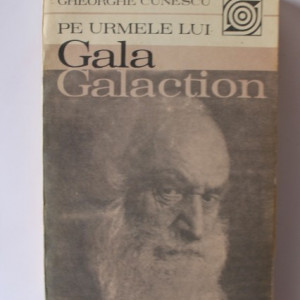 GHEORGHE CUNESCU
PE URMELE LUI
Gala
Galaction